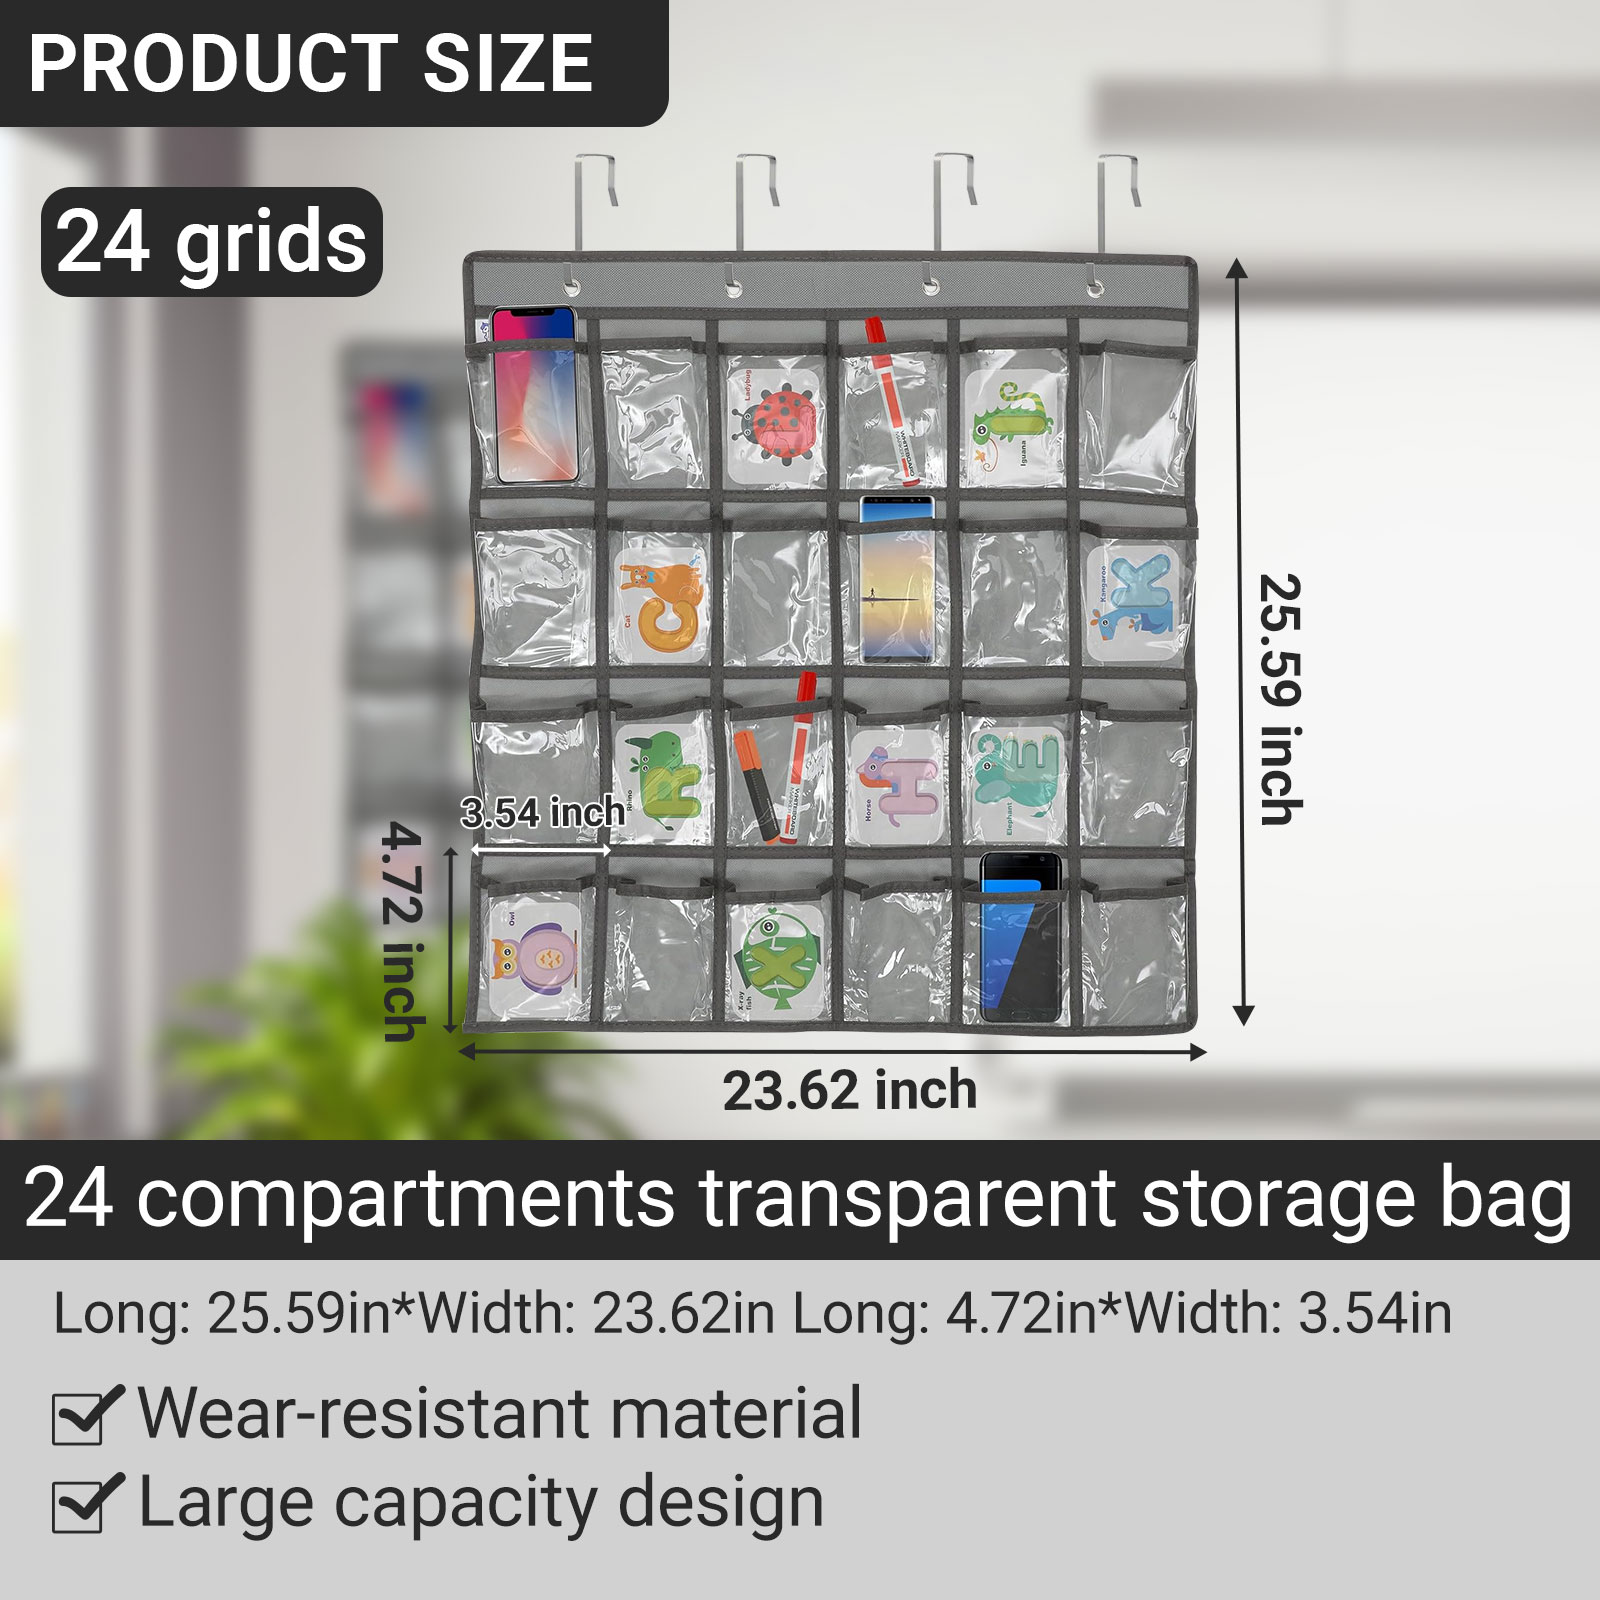 PRODUCT SIZE
24 grids
Ladybug
WHITEBOARD
Iguana
Cat
C
Kangaroo
K
Rhino
R
WHITEBOARD
Horse
H
Elephant
E
3.54 inch
4.72 inch
25.59 inch
Owl
X-ray
fish
X
23.62 inch
24 compartments transparent storage bag
Long: 25.59in*Width: 23.62in Long: 4.72in*Width: 3.54in
Wear-resistant material
Large capacity design